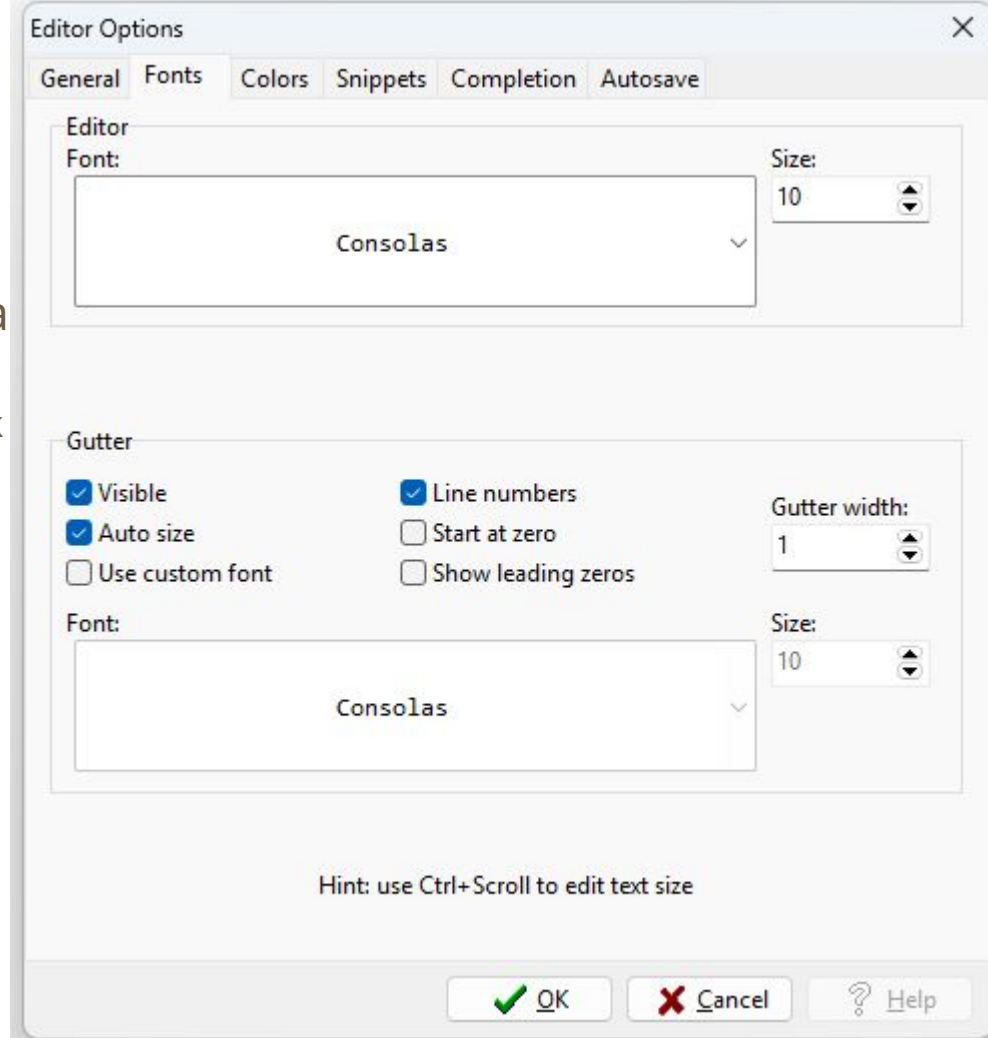 Editor Options
General Fonts Colors Snippets Completion Autosave
Editor
Font:
Size:
Consolas
10
a
Gutter
Visible
Line numbers
Gutter width:
Auto size
Start at zero
1
Use custom font
Show leading zeros
Font:
Size:
Consolas
10
Hint: use Ctrl+Scroll to edit text size
OK Cancel Help